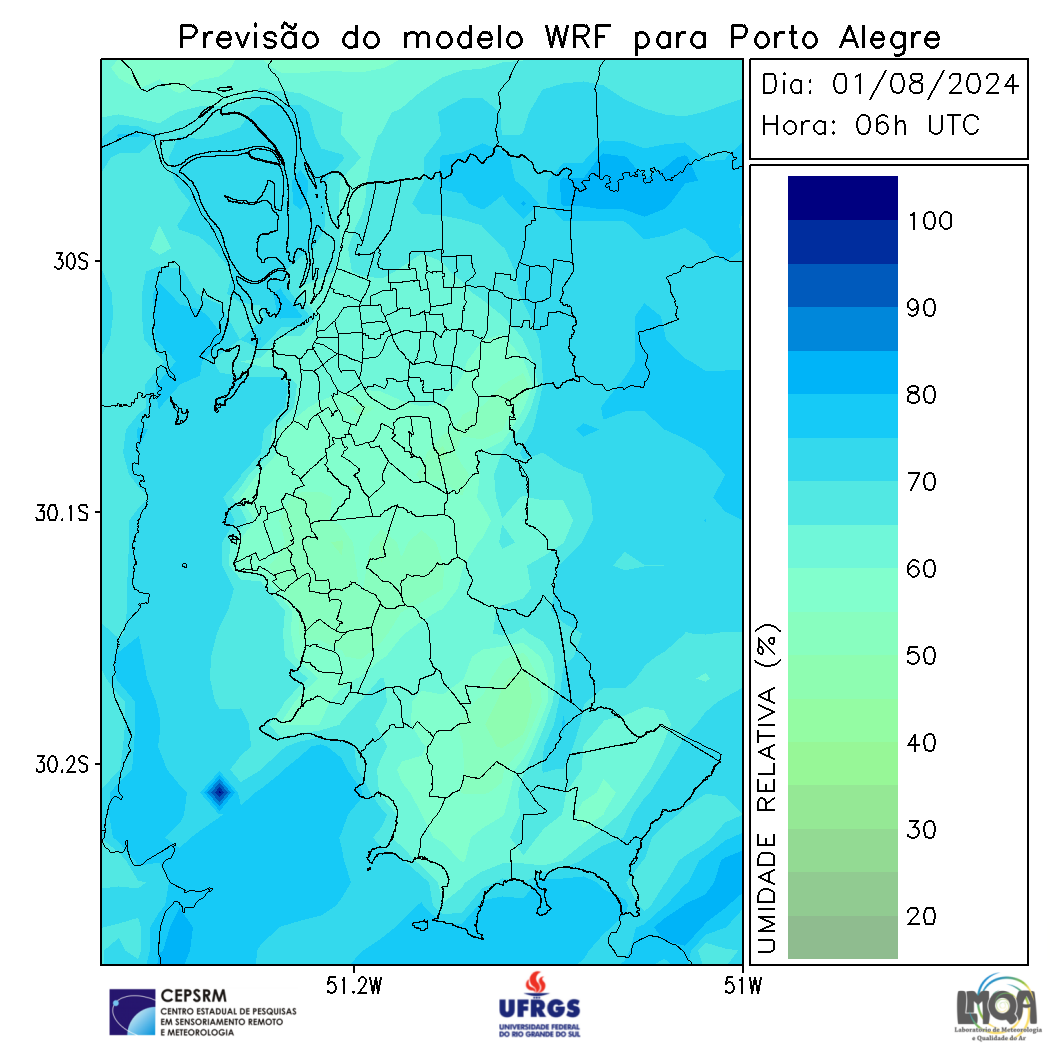 Previsão do modelo WRF para Porto Alegre
Dia: 01/08/2024
Hora: 06h UTC
30S
30.1S
30.2S
51.2W
51W
100
90
80
70
60
50
40
30
20
UMIDADE RELATIVA (%)
CEPSRM
CENTRO ESTADUAL DE PESQUISAS
EM SENSORIAMENTO REMOTO
E METEOROLOGIA
UFRGS
UNIVERSIDADE FEDERAL
DO RIO GRANDE DO SUL
LMQA
Laboratório de Meteorologia
e Qualidade do Ar